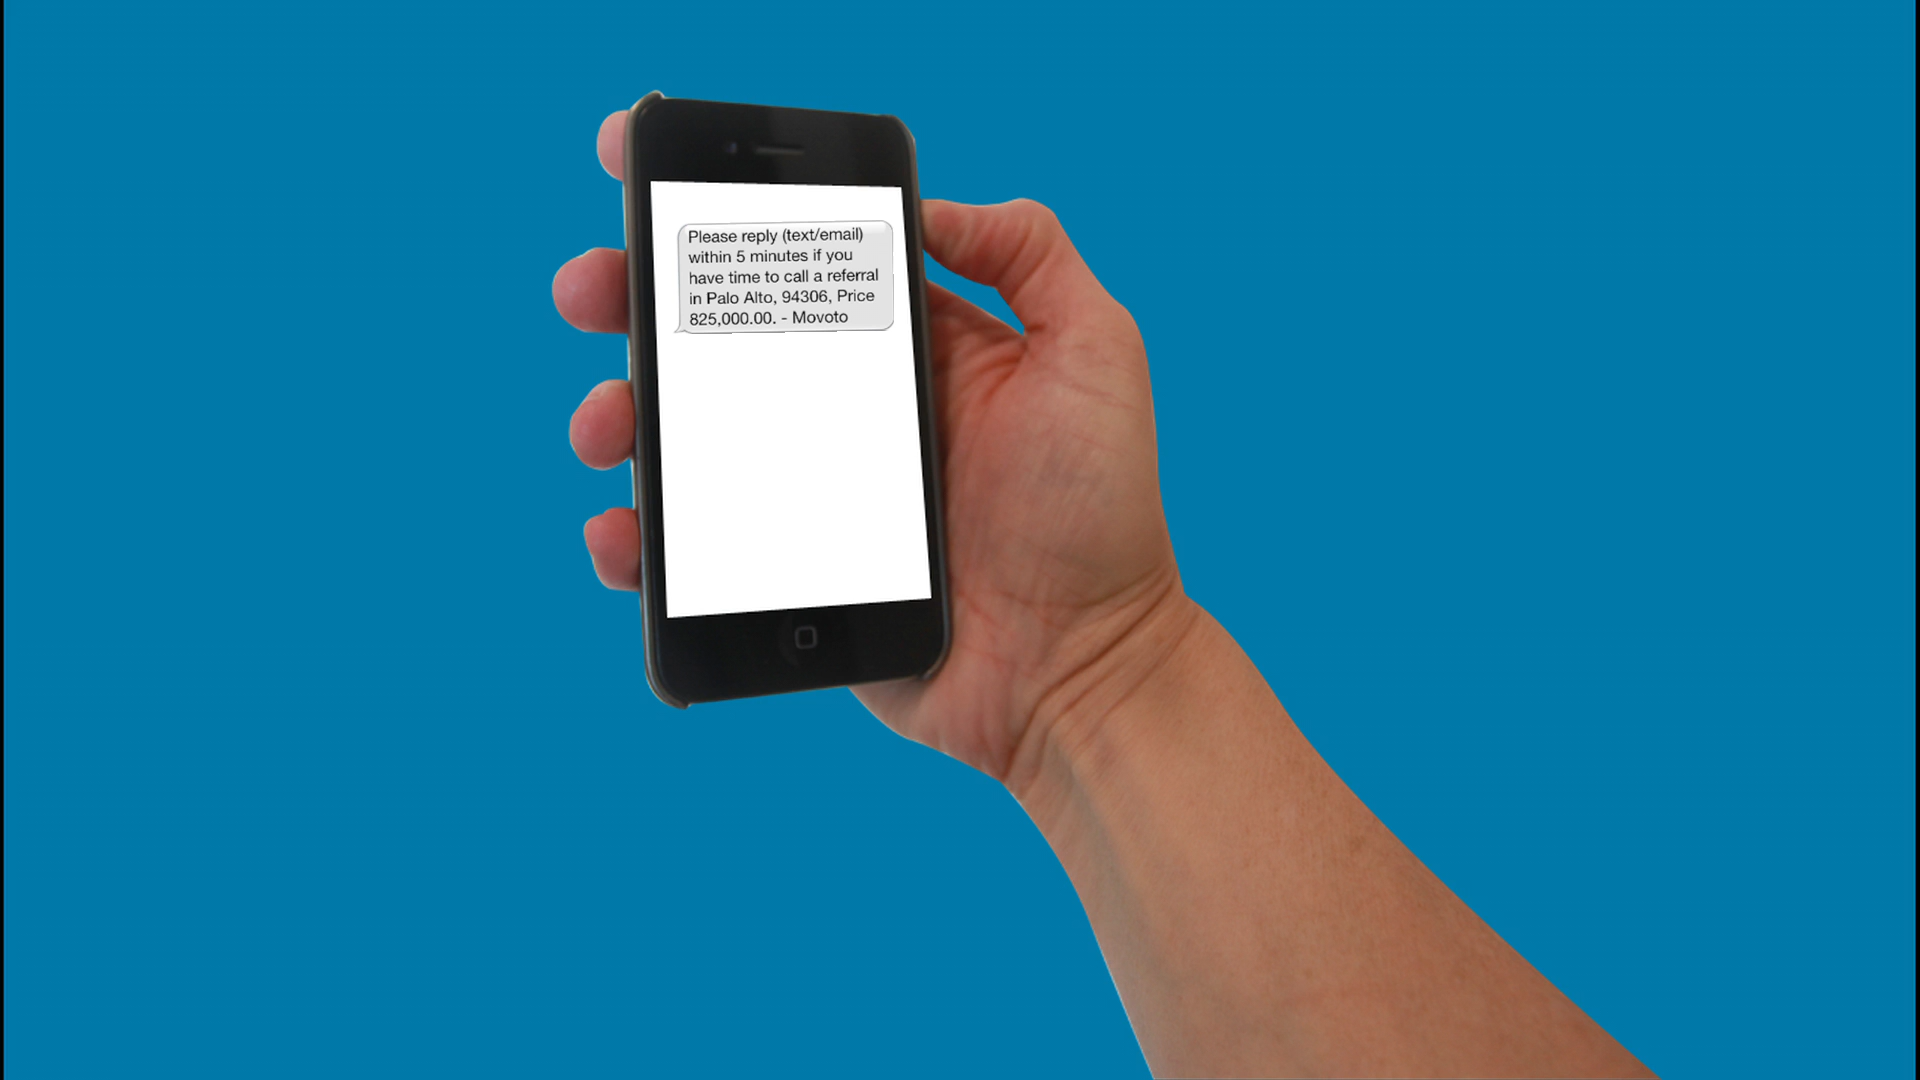 Please reply (text/email)
within 5 minutes if you
have time to call a referral
in Palo Alto, 94306, Price
825,000.00. - Movoto